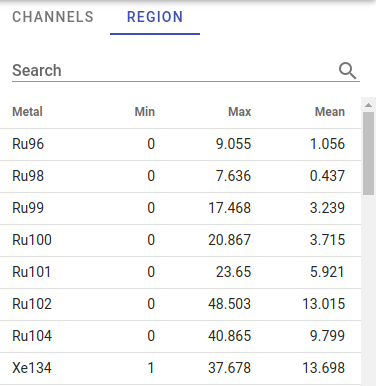 CHANNELS REGION
Search
Metal Min Max Mean
Ru96 0 9.055 1.056
Ru98 0 7.636 0.437
Ru99 0 17.468 3.239
Ru100 0 20.867 3.715
Ru101 0 23.65 5.921
Ru102 0 48.503 13.015
Ru104 0 40.865 9.799
Xe134 1 37.678 13.698